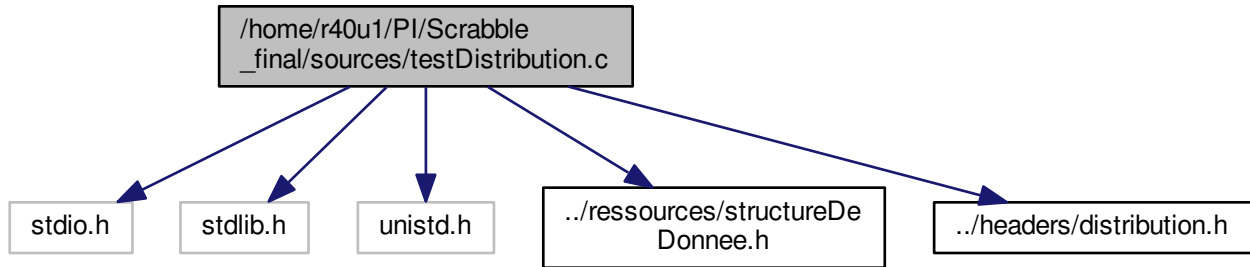 /home/r40u1/PI/Scrabble
_final/sources/testDistribution.c
stdio.h
stdlib.h
unistd.h
../ressources/structureDe
Donnee.h
../headers/distribution.h